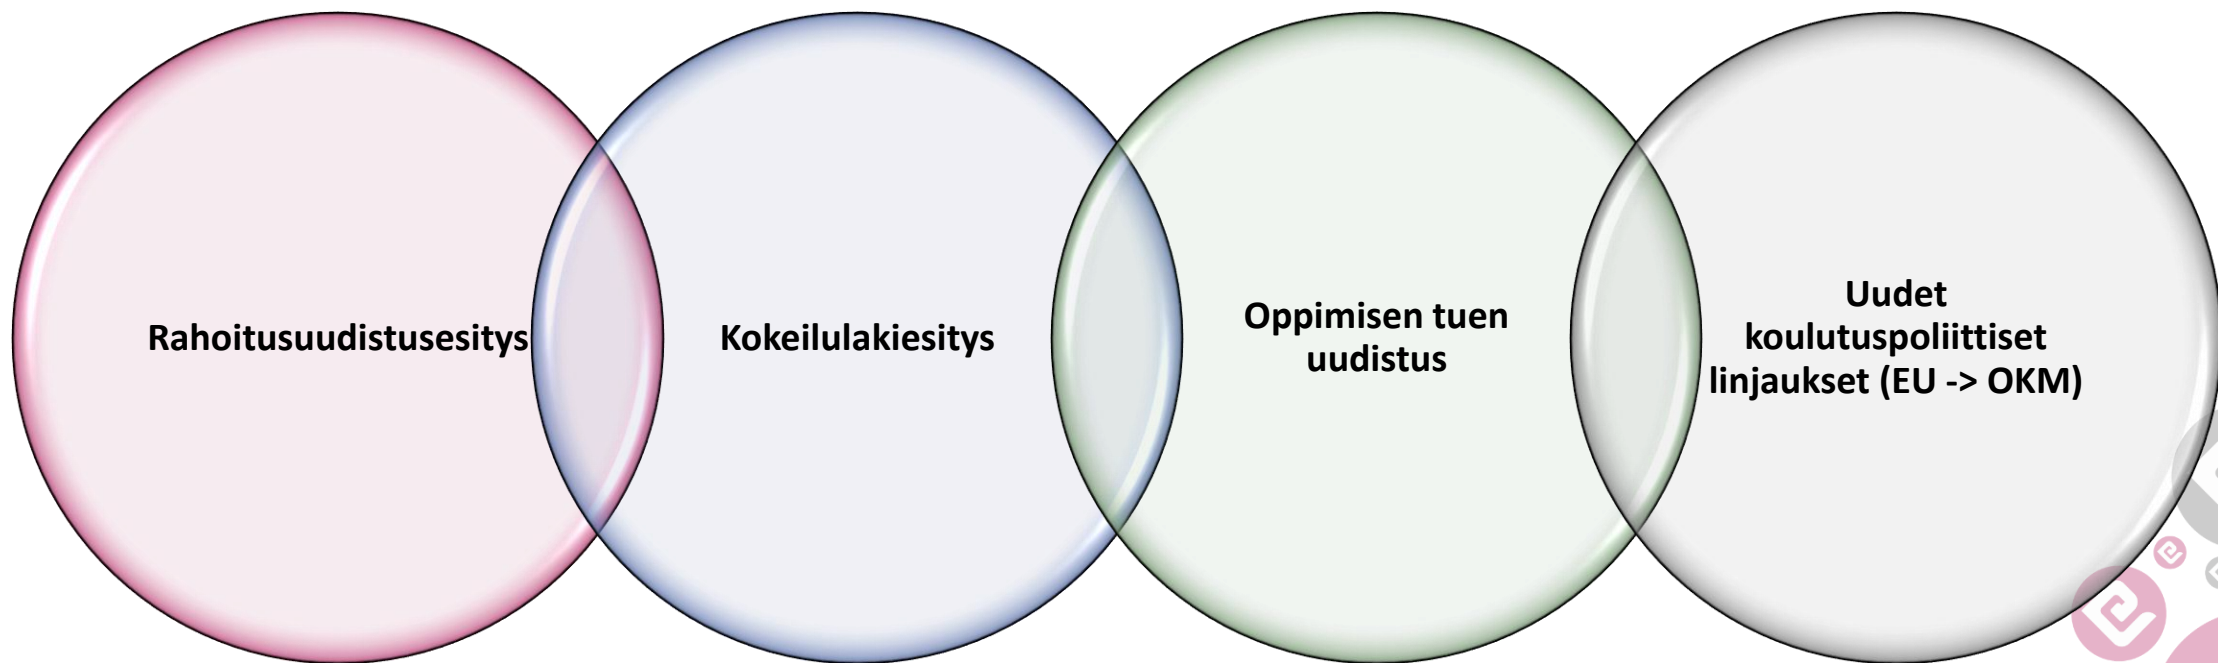 Rahoitusuudistusesitys
Kokeilulakiesitys
Oppimisen tuen
uudistus
Uudet
koulutuspoliittiset
linjaukset (EU -> OKM)